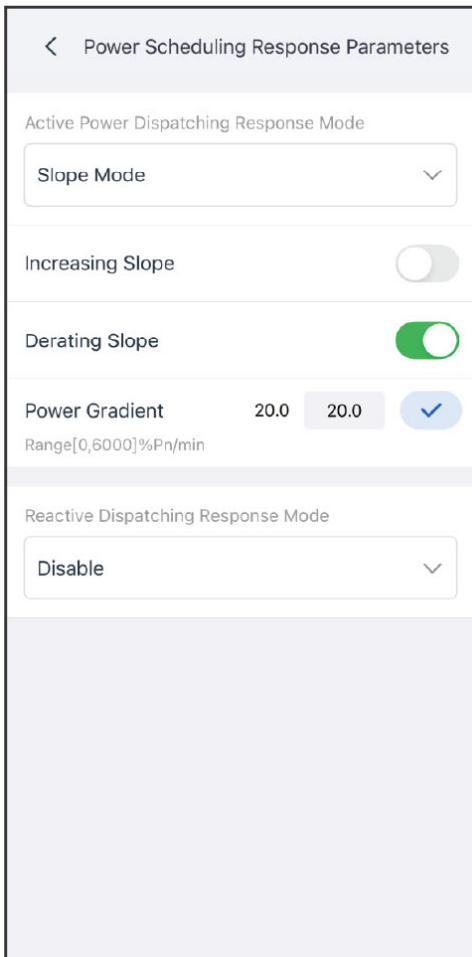 Power Scheduling Response Parameters
Active Power Dispatching Response Mode
Slope Mode
Increasing Slope
Derating Slope
Power Gradient 20.0 20.0
Range[0,6000]%Pn/min
Reactive Dispatching Response Mode
Disable